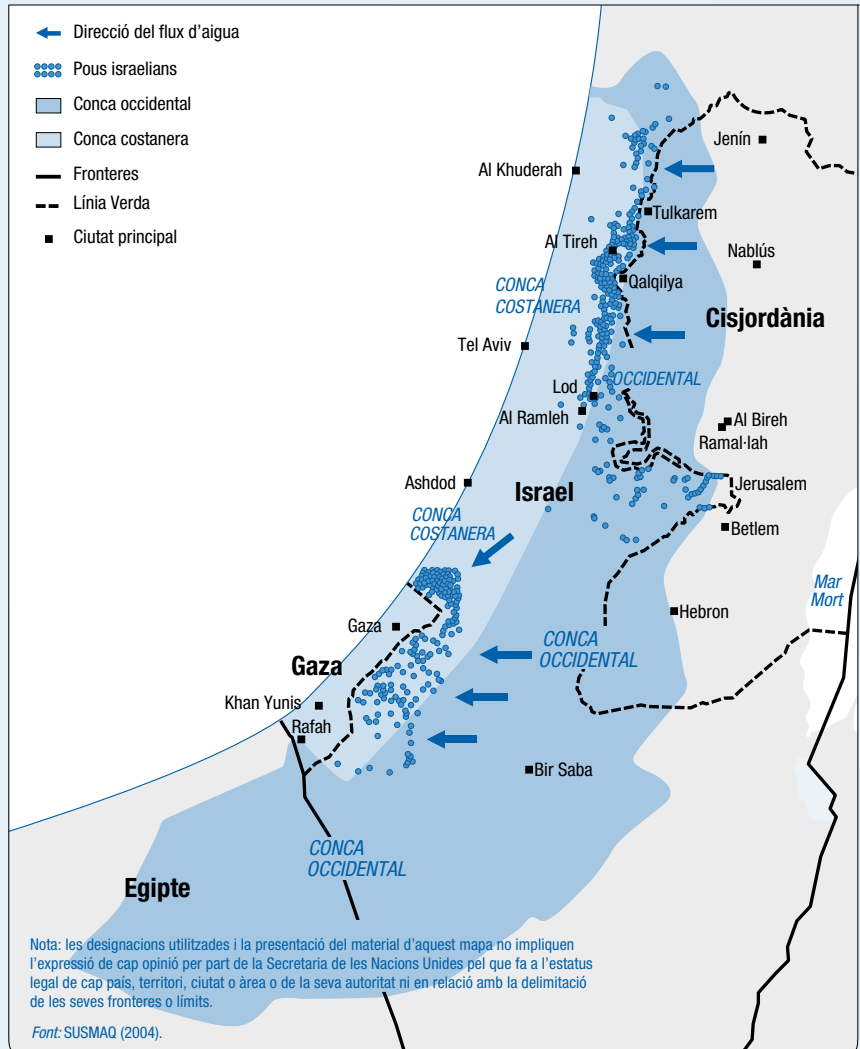 Direcció del flux d'aigua
Pous israelians
Conca occidental
Conca costanera
Fronteres
Línia Verda
Ciutat principal
Jenín
Al Khuderah
Tulkarem
Al Tireh
Nablús
Qalqilya
CONCA
COSTANERA
Cisjordània
Tel Aviv
OCCIDENTAL
Lod
Al Ramleh
Al Bireh
Ramal·lah
Ashdod
Israel
Jerusalem
CONCA
COSTANERA
Betlem
Mar
Mort
Hebron
Gaza
CONCA
OCCIDENTAL
Gaza
Khan Yunis
Rafah
Bir Saba
CONCA
OCCIDENTAL
Egipte
Nota: les designacions utilitzades i la presentació del material d'aquest mapa no impliquen
l'expressió de cap opinió per part de la Secretaria de les Nacions Unides pel que fa a l'estatus
legal de cap país, territori, ciutat o àrea o de la seva autoritat ni en relació amb la delimitació
de les seves fronteres o límits.
Font: SUSMAQ (2004).